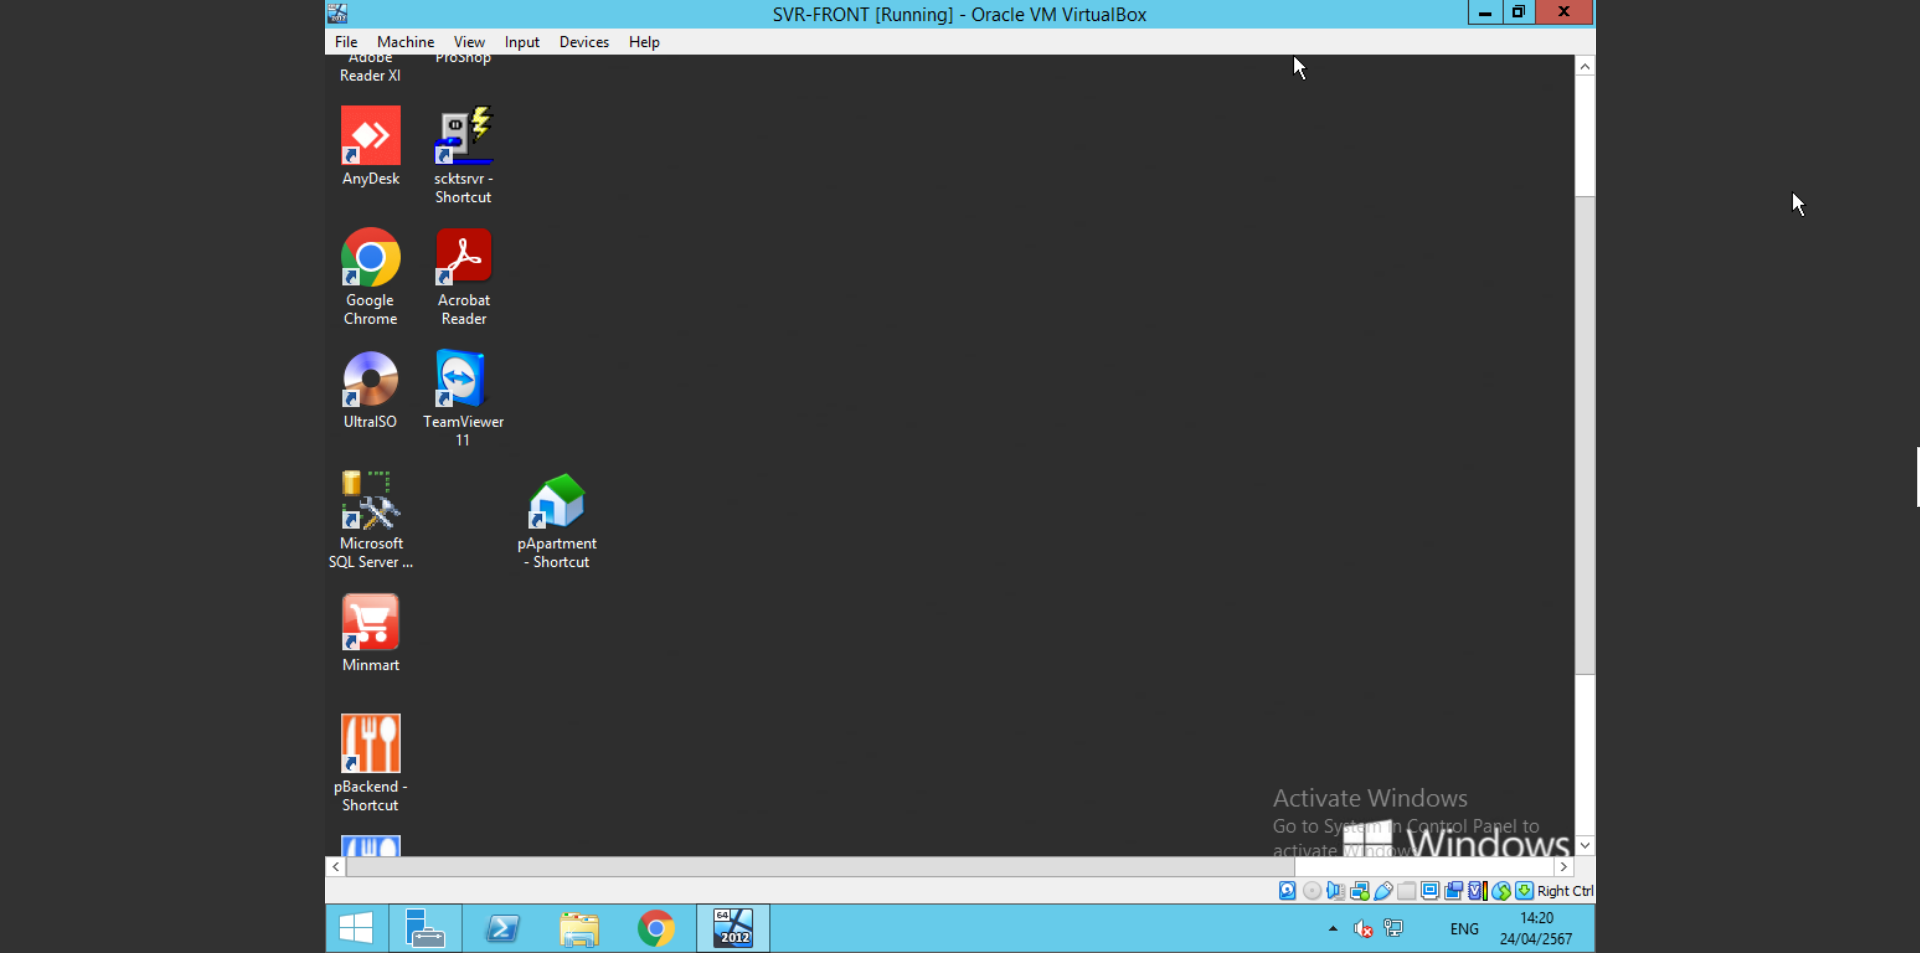 SVR-FRONT [Running] - Oracle VM VirtualBox
File Machine View Input Devices Help
Adobe
Reader XI
ProShop
AnyDesk
scktsrvr -
Shortcut
Google
Chrome
Acrobat
Reader
UltraISO
TeamViewer
11
Microsoft
SQL Server ...
pApartment
- Shortcut
Minmart
pBackend -
Shortcut
Activate Windows
Go to System in Control Panel to
activate Windows
Windows
Right Ctrl
64
2012
ENG
14:20
24/04/2567